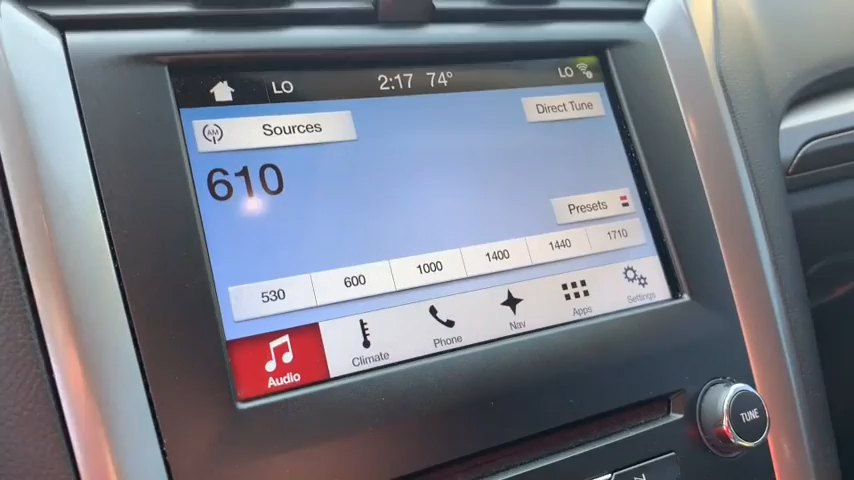 LO 2:17 74° LO
AM Sources Direct Tune
610
Presets
530 600 1000 1400 1440 1710
Audio Climate Phone Nav Apps Settings
TUNE